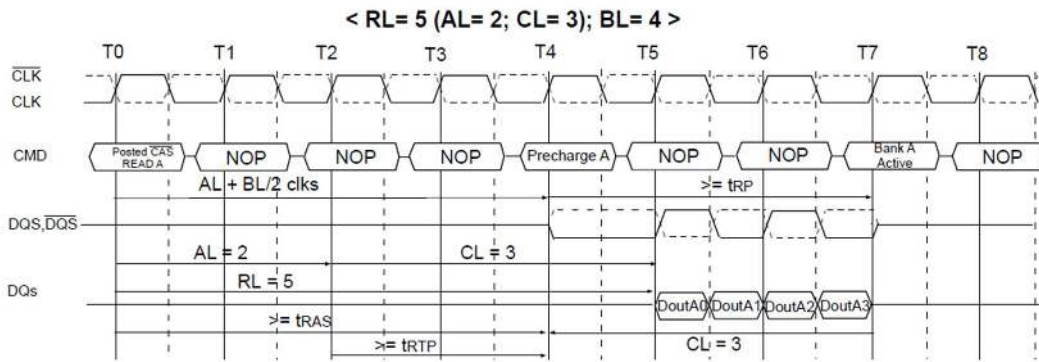 < RL= 5 (AL= 2; CL= 3); BL= 4 >
T0 T1 T2 T3 T4 T5 T6 T7 T8
CLK
CLK
CMD Posted CAS READ A NOP NOP NOP Precharge A NOP NOP Bank A Active NOP
AL + BL/2 clks >= tRP
DQS,DQS
AL = 2 CL = 3
RL = 5
DQs DoutA0 DoutA1 DoutA2 DoutA3
>= tRAS CL = 3
>= tRTP